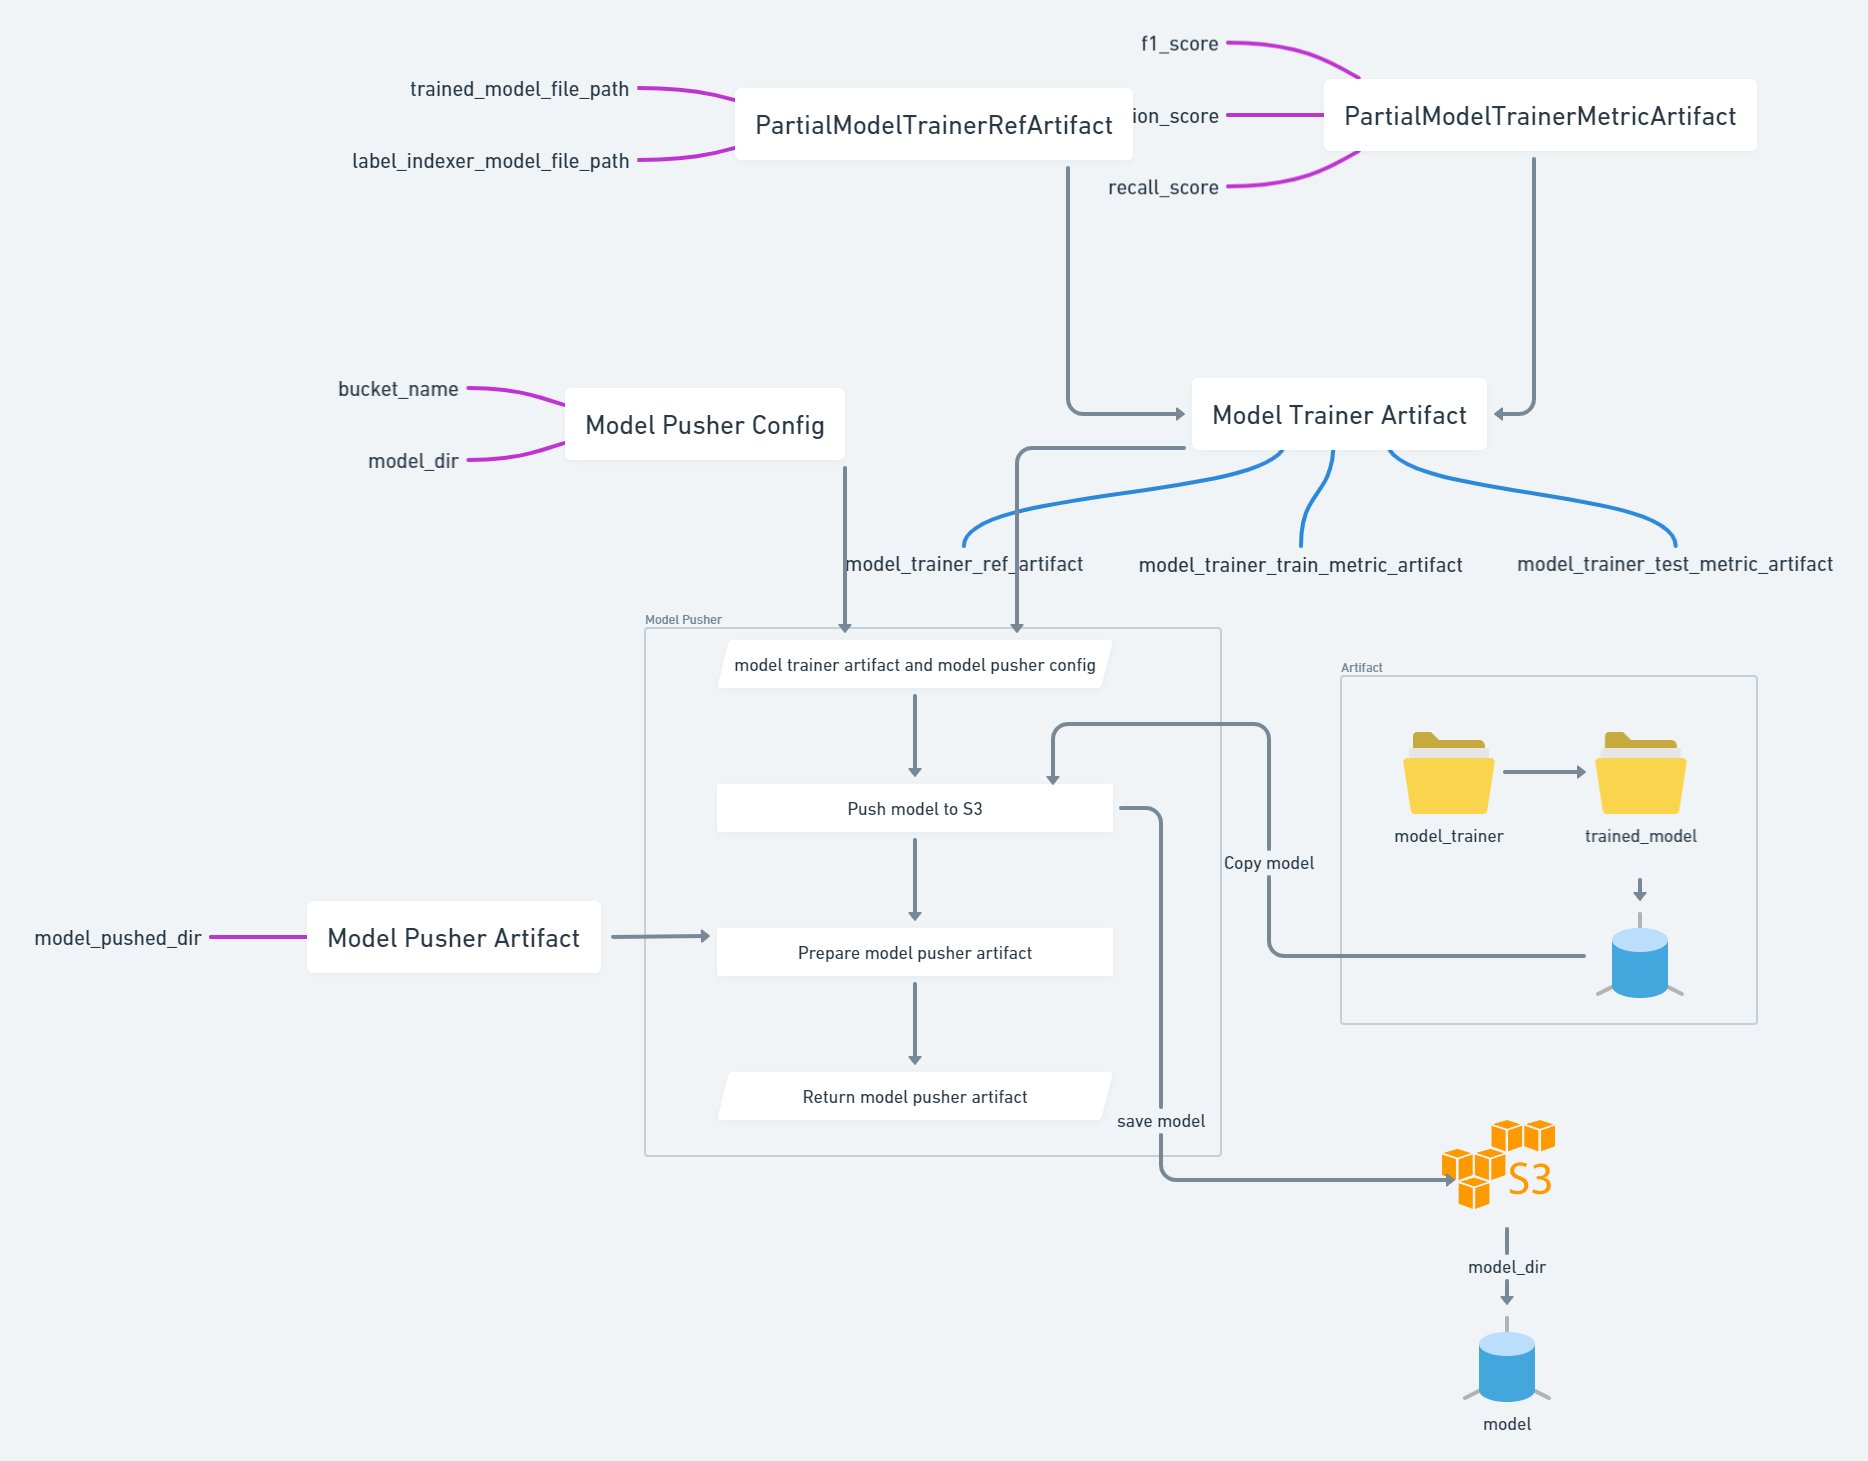 f1_score
trained_model_file_path
PartialModelTrainerRefArtifact
ion_score
PartialModelTrainerMetricArtifact
label_indexer_model_file_path
recall_score
bucket_name
Model Pusher Config
Model Trainer Artifact
model_dir
model_trainer_ref_artifact
model_trainer_train_metric_artifact
model_trainer_test_metric_artifact
Model Pusher
model trainer artifact and model pusher config
Artifact
Push model to S3
model_trainer
trained_model
Copy model
model_pushed_dir
Model Pusher Artifact
Prepare model pusher artifact
Return model pusher artifact
save model
S3
model_dir
model